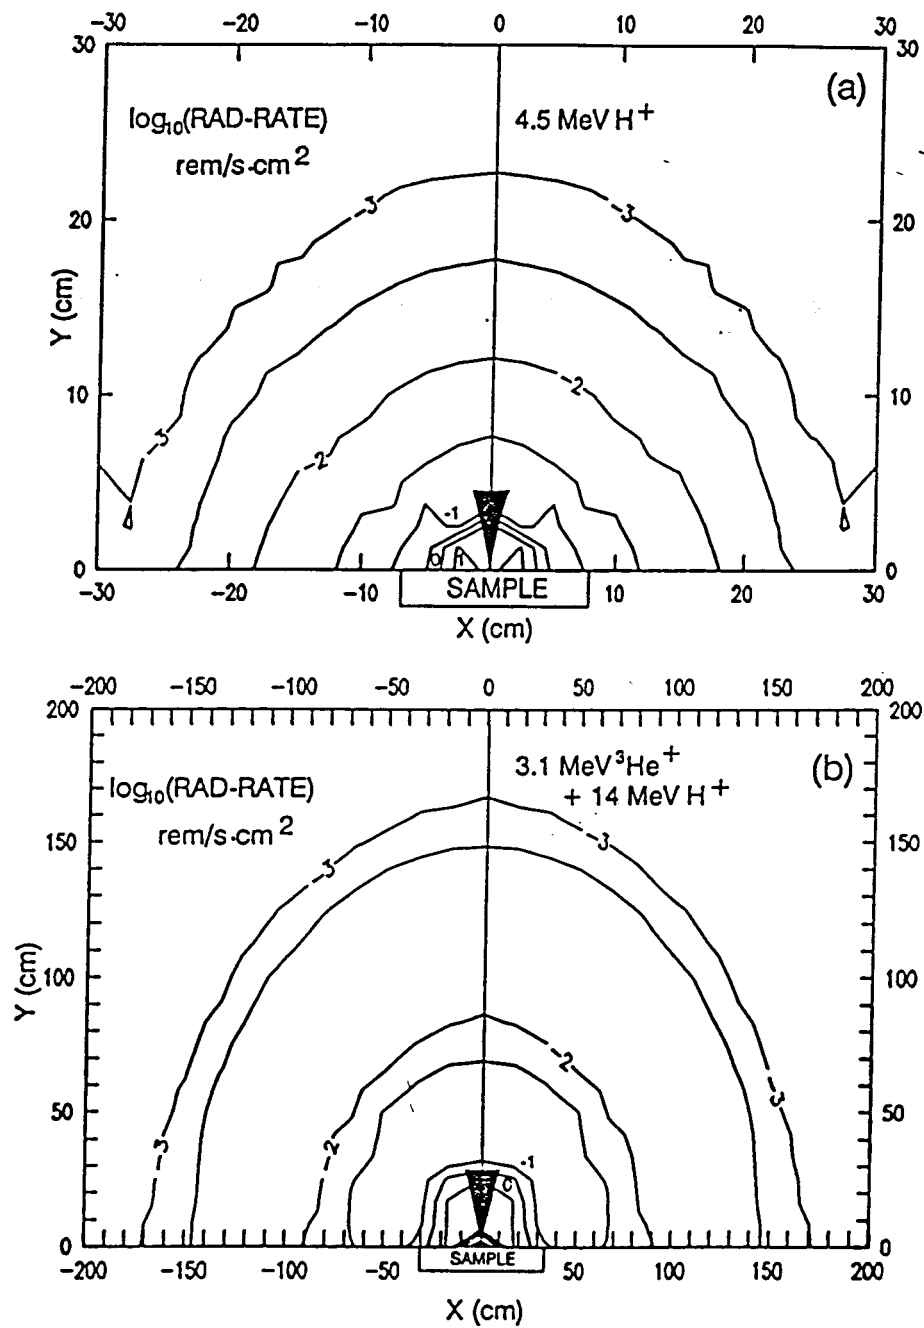 -30 -20 -10 0 10 20 30
30 30
(a)
log₁₀(RAD-RATE) 4.5 MeV H⁺
rem/s·cm²
-3 -3
20 20
Y (cm)
-2
10 10
-3 -3
-2
-1
0 1
0 0
SAMPLE
-30 -20 -10 10 20 30
X (cm)
-200 -150 -100 -50 0 50 100 150 200
200 200
3.1 MeV ³He⁺ (b)
log₁₀(RAD-RATE) + 14 MeV H⁺
rem/s·cm²
150 150
-3 -3
Y (cm)
100 100
-2
-3
50 50
-3 -2
-1
0
0 0
SAMPLE
-200 -150 -100 -50 50 100 150 200
X (cm)